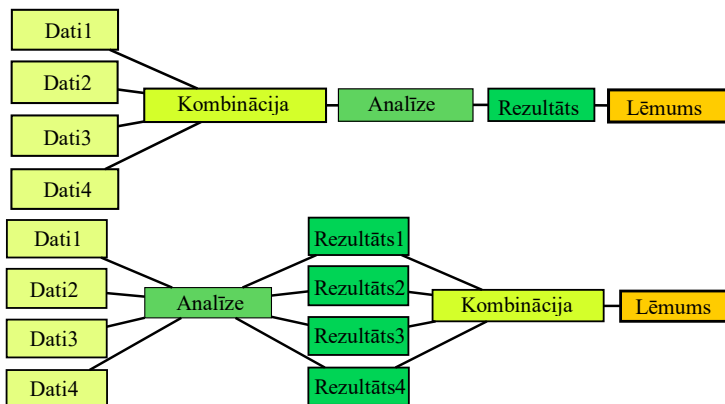 Dati1
Dati2
Dati3
Dati4
Kombinācija
Analīze
Rezultāts
Lēmums
Dati1
Dati2
Dati3
Dati4
Analīze
Rezultāts1
Rezultāts2
Rezultāts3
Rezultāts4
Kombinācija
Lēmums